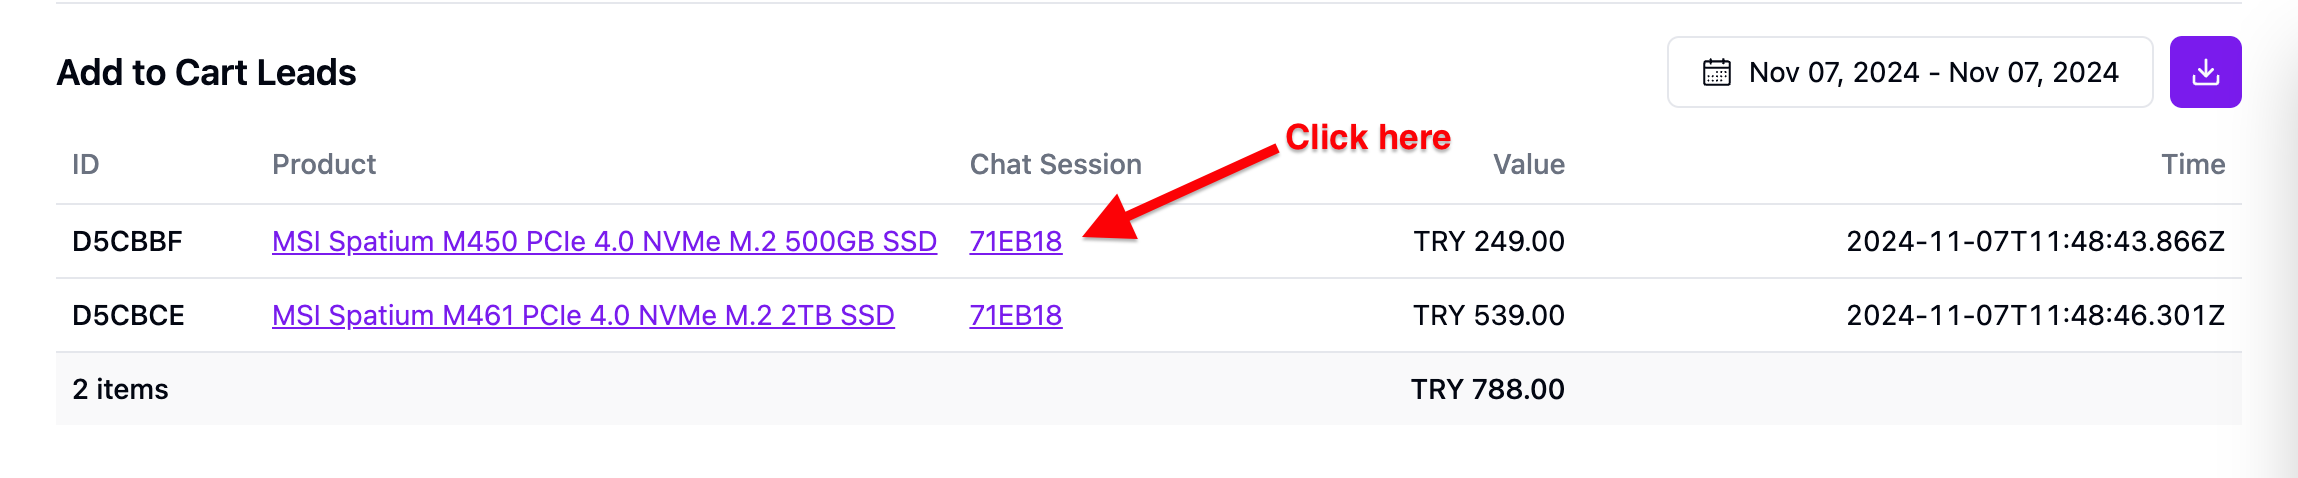 Add to Cart Leads
Nov 07, 2024 - Nov 07, 2024
Click here
ID Product Chat Session Value Time
D5CBBF MSI Spatium M450 PCIe 4.0 NVMe M.2 500GB SSD 71EB18 TRY 249.00 2024-11-07T11:48:43.866Z
D5CBCE MSI Spatium M461 PCIe 4.0 NVMe M.2 2TB SSD 71EB18 TRY 539.00 2024-11-07T11:48:46.301Z
2 items TRY 788.00